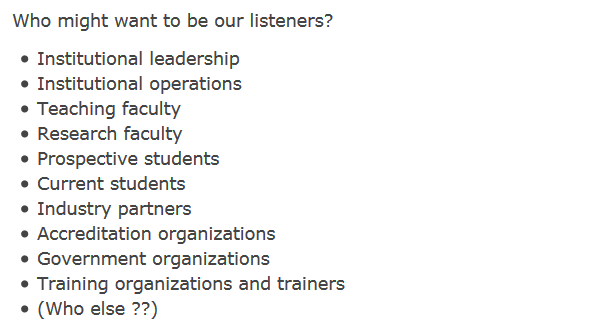 Who might want to be our listeners?
• Institutional leadership
• Institutional operations
• Teaching faculty
• Research faculty
• Prospective students
• Current students
• Industry partners
• Accreditation organizations
• Government organizations
• Training organizations and trainers
• (Who else ??)